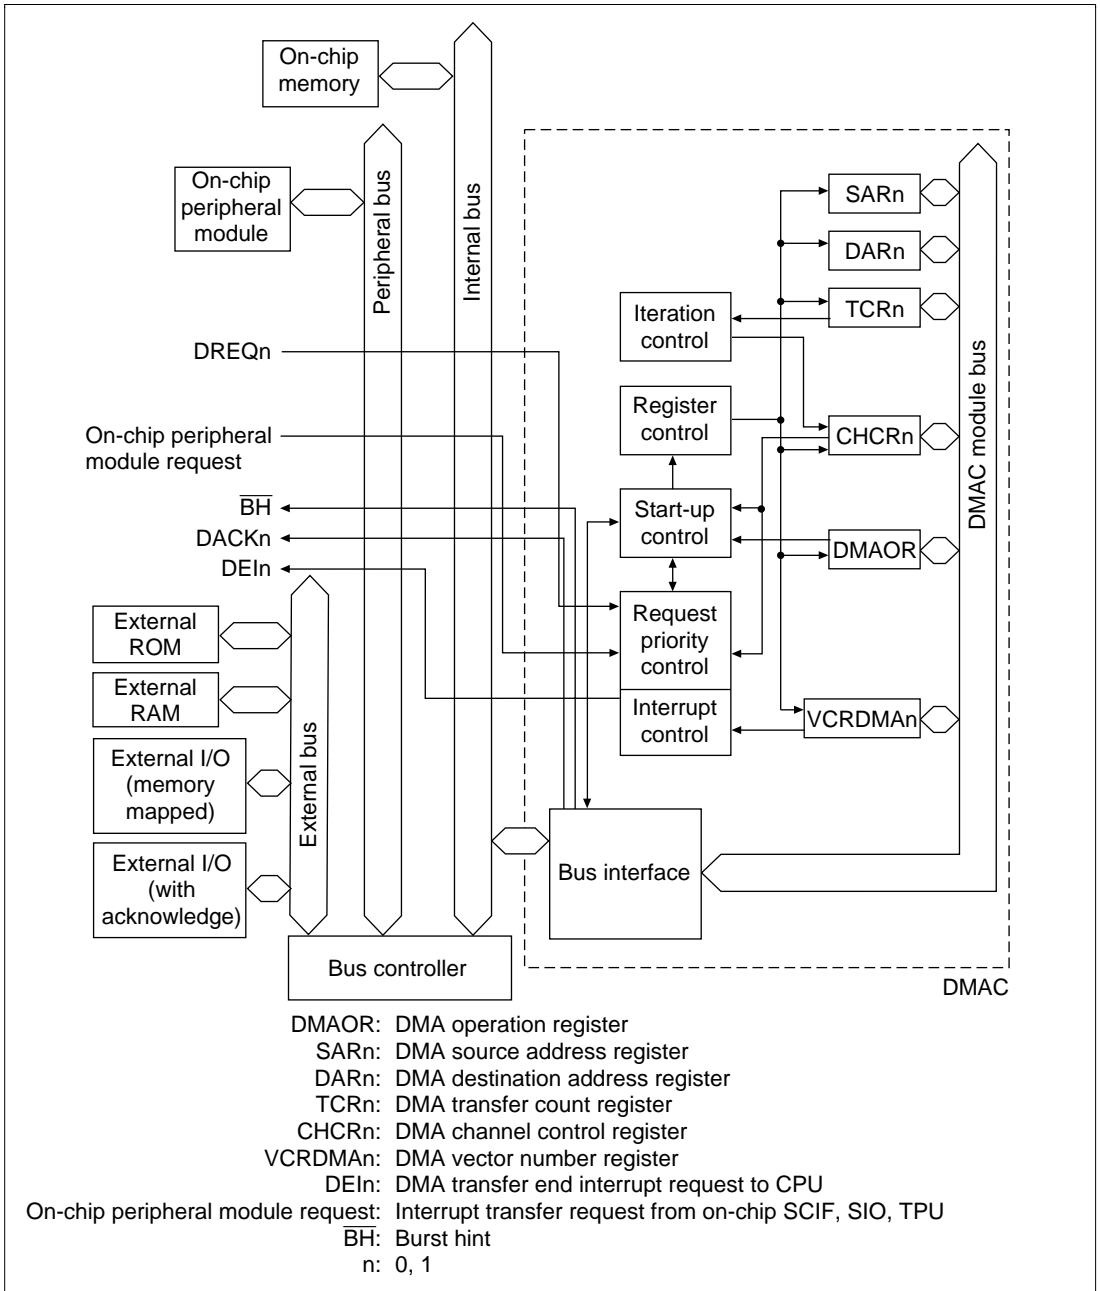 On-chip
memory
On-chip
peripheral
module
Peripheral bus
Internal bus
SARn
DARn
TCRn
Iteration
control
DREQn
Register
control
CHCRn
DMAC module bus
On-chip peripheral
module request
BH
Start-up
control
DACKn
DMAOR
DEIn
External
ROM
Request
priority
control
External
RAM
Interrupt
control
VCRDMAn
External I/O
(memory
mapped)
External bus
External I/O
(with
acknowledge)
Bus interface
Bus controller
DMAC
DMAOR: DMA operation register
SARn: DMA source address register
DARn: DMA destination address register
TCRn: DMA transfer count register
CHCRn: DMA channel control register
VCRDMAn: DMA vector number register
DEIn: DMA transfer end interrupt request to CPU
On-chip peripheral module request: Interrupt transfer request from on-chip SCIF, SIO, TPU
BH: Burst hint
n: 0, 1